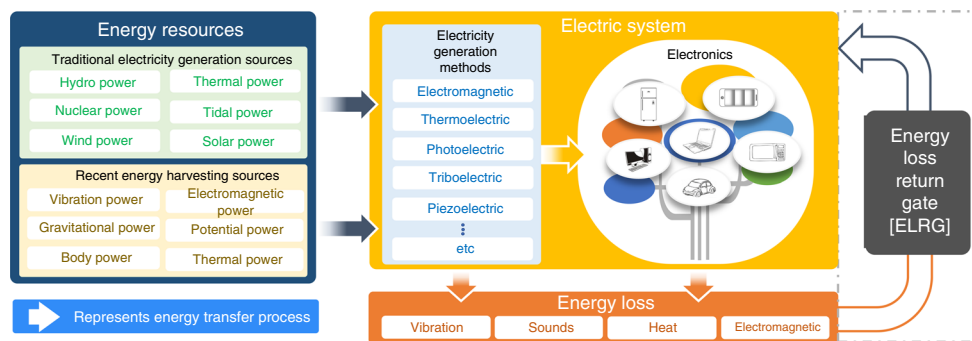 Energy resources
Traditional electricity generation sources
Hydro power
Thermal power
Nuclear power
Tidal power
Wind power
Solar power
Recent energy harvesting sources
Vibration power
Electromagnetic
power
Gravitational power
Potential power
Body power
Thermal power
Represents energy transfer process
Electric system
Electricity
generation
methods
Electromagnetic
Thermoelectric
Photoelectric
Triboelectric
Piezoelectric
etc
Electronics
Energy loss
Vibration
Sounds
Heat
Electromagnetic
Energy
loss
return
gate
[ELRG]